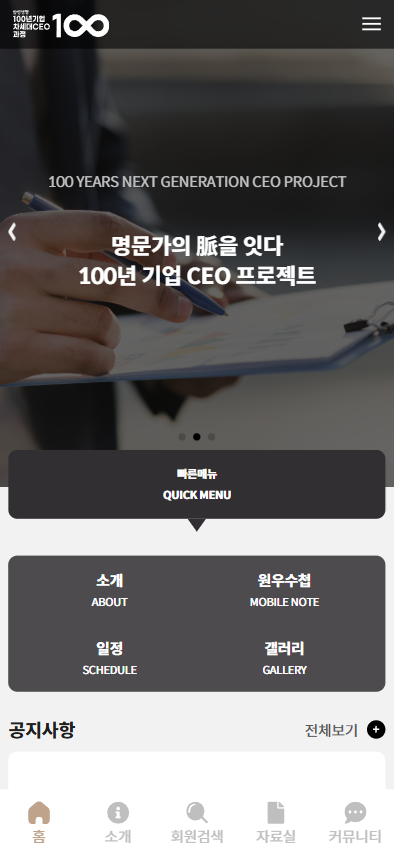 100년기업
차세대CEO
과정
100
100 YEARS NEXT GENERATION CEO PROJECT
명문가의 脈을 잇다
100년 기업 CEO 프로젝트
빠른메뉴
QUICK MENU
소개
ABOUT
원우수첩
MOBILE NOTE
일정
SCHEDULE
갤러리
GALLERY
공지사항
전체보기
홈
소개
회원검색
자료실
커뮤니티